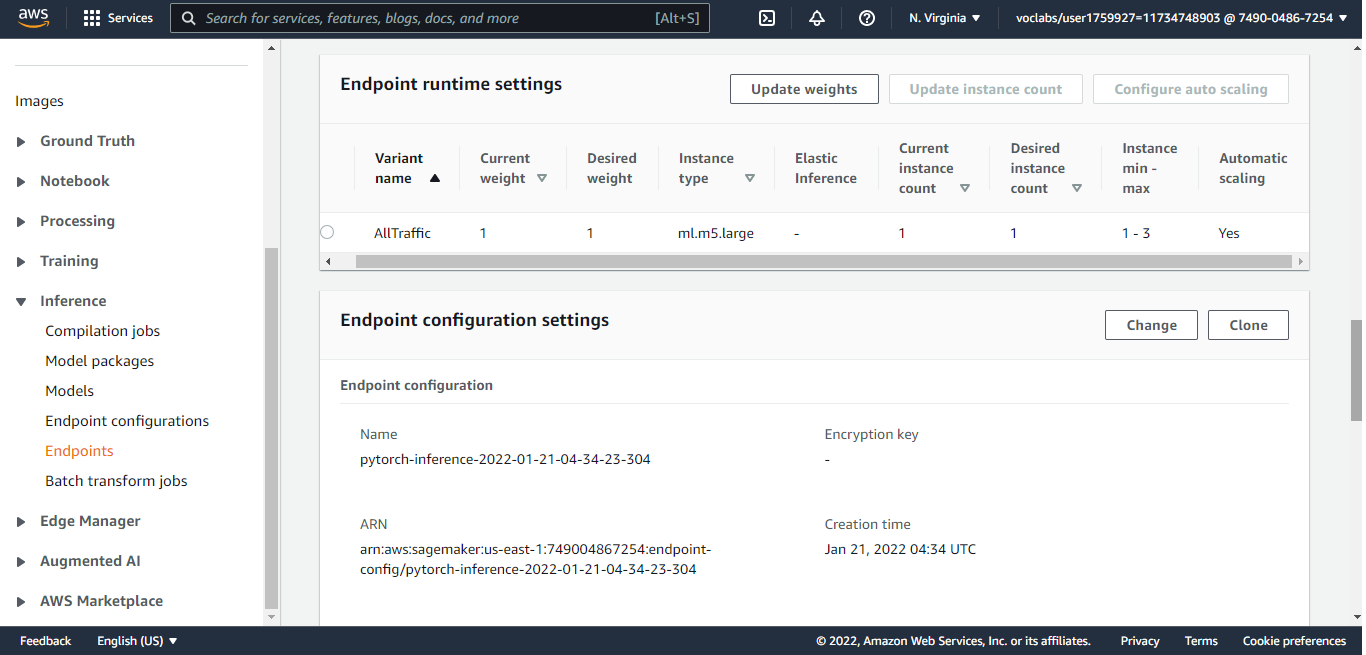 aws
Services
Search for services, features, blogs, docs, and more
[Alt+S]
N. Virginia
voclabs/user1759927=11734748903 @ 7490-0486-7254
Images
Ground Truth
Notebook
Processing
Training
Inference
Compilation jobs
Model packages
Models
Endpoint configurations
Endpoints
Batch transform jobs
Edge Manager
Augmented AI
AWS Marketplace
Endpoint runtime settings
Update weights
Update instance count
Configure auto scaling
Variant
name
Current
weight
Desired
weight
Instance
type
Elastic
Inference
Current
instance
count
Desired
instance
count
Instance
min -
max
Automatic
scaling
AllTraffic
1
1
ml.m5.large
-
1
1
1 - 3
Yes
Endpoint configuration settings
Change
Clone
Endpoint configuration
Name
pytorch-inference-2022-01-21-04-34-23-304
Encryption key
-
ARN
arn:aws:sagemaker:us-east-1:749004867254:endpoint-
config/pytorch-inference-2022-01-21-04-34-23-304
Creation time
Jan 21, 2022 04:34 UTC
Feedback
English (US)
© 2022, Amazon Web Services, Inc. or its affiliates.
Privacy
Terms
Cookie preferences